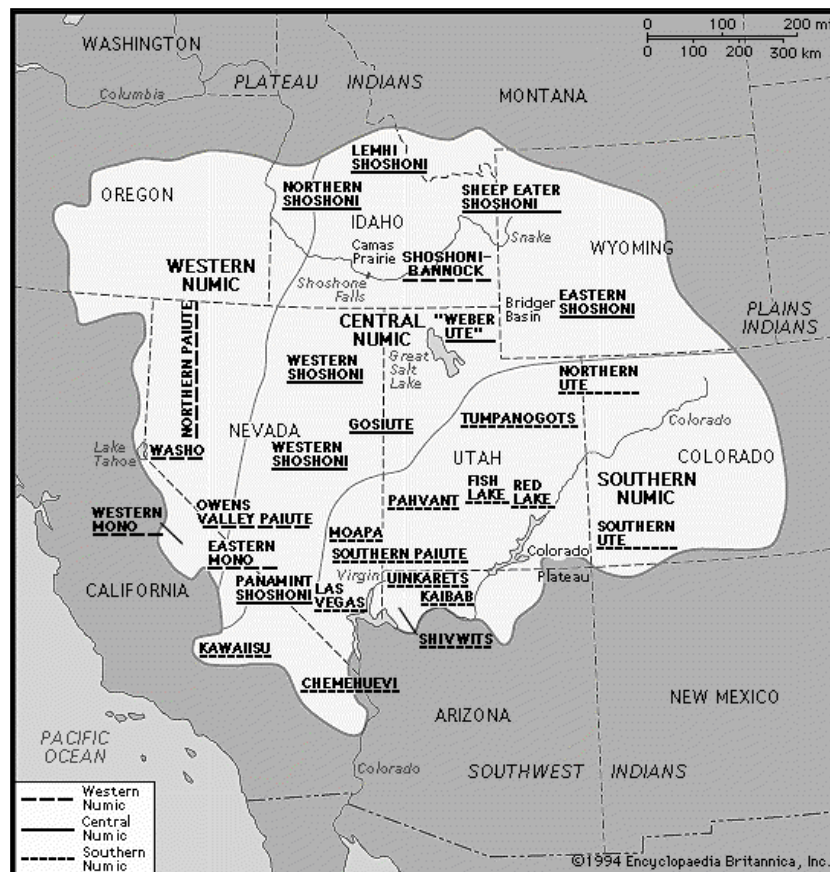 0 100 200 mi
0 100 200 300 km
WASHINGTON
PLATEAU INDIANS
MONTANA
Columbia
LEMHI
SHOSHONI
OREGON
NORTHERN
SHOSHONI
SHEEP EATER
SHOSHONI
IDAHO
Camas
Prairie
Snake
WYOMING
SHOSHONI-
BANNOCK
WESTERN
NUMIC
Shoshone
Falls
Bridger
Basin
EASTERN
SHOSHONI
PLAINS
INDIANS
CENTRAL
NUMIC
"WEBER
UTE"
NORTHERN PAIUTE
WESTERN
SHOSHONI
Great
Salt
Lake
NORTHERN
UTE
GOSIUTE
TUMPANOGOTS
Colorado
NEVADA
Lake
Tahoe
WASHO
WESTERN
SHOSHONI
UTAH
COLORADO
FISH
LAKE
RED
LAKE
SOUTHERN
NUMIC
PAHVANT
WESTERN
MONO
OWENS
VALLEY PAIUTE
MOAPA
SOUTHERN
UTE
EASTERN
MONO
SOUTHERN PAIUTE
Colorado
Plateau
CALIFORNIA
PANAMINT
SHOSHONI
Virgin
LAS
VEGAS
UINKARETS
KAIBAB
SHIVWITS
KAWAIISU
CHEMEHUEVI
NEW MEXICO
ARIZONA
PACIFIC
OCEAN
Colorado
SOUTHWEST INDIANS
Western
Numic
Central
Numic
Southern
Numic
©1994 Encyclopaedia Britannica, Inc.